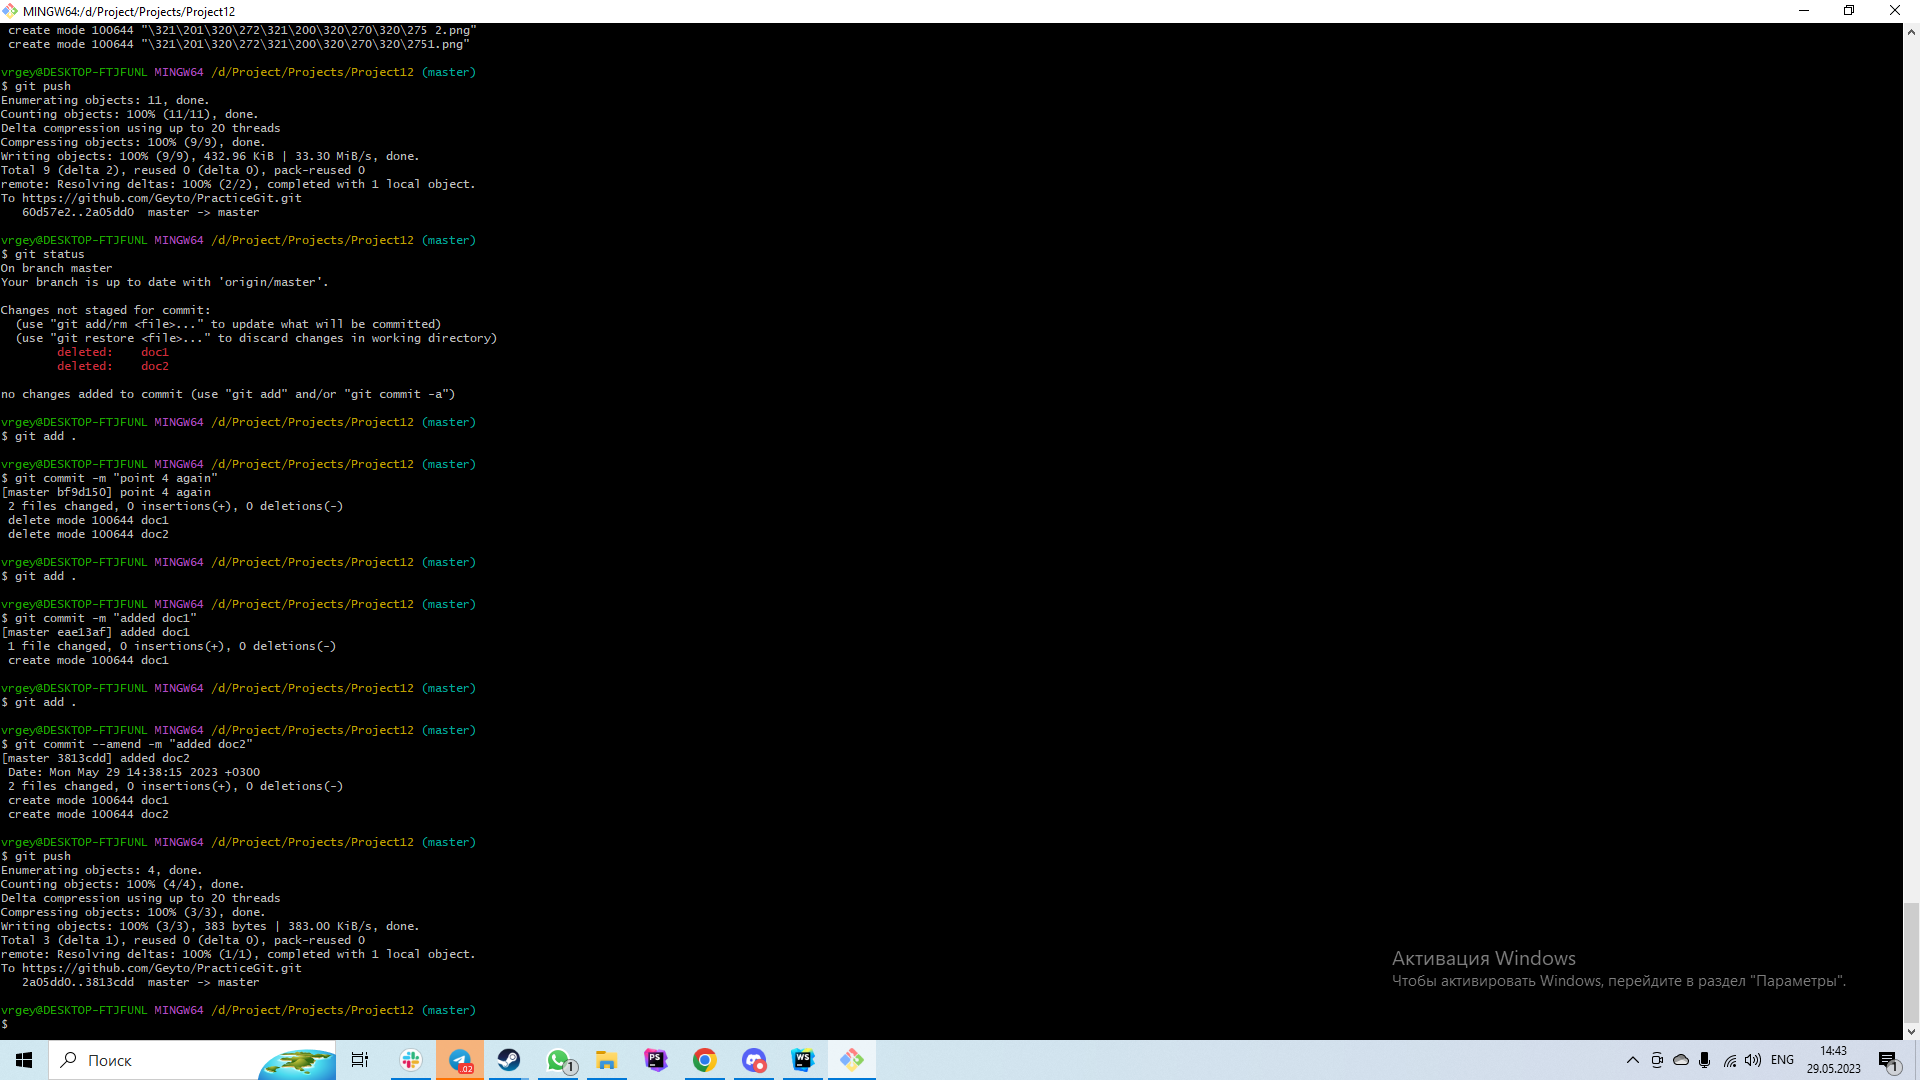 MINGW64:/d/Project/Projects/Project12
create mode 100644 "\321\201\320\272\321\200\320\270\320\275 2.png"
create mode 100644 "\321\201\320\272\321\200\320\270\320\2751.png"
vrgey@DESKTOP-FTJFUNL MINGW64 /d/Project/Projects/Project12 (master)
$ git push
Enumerating objects: 11, done.
Counting objects: 100% (11/11), done.
Delta compression using up to 20 threads
Compressing objects: 100% (9/9), done.
Writing objects: 100% (9/9), 432.96 KiB | 33.30 MiB/s, done.
Total 9 (delta 2), reused 0 (delta 0), pack-reused 0
remote: Resolving deltas: 100% (2/2), completed with 1 local object.
To https://github.com/Geyto/PracticeGit.git
60d57e2..2a05dd0  master -> master
vrgey@DESKTOP-FTJFUNL MINGW64 /d/Project/Projects/Project12 (master)
$ git status
On branch master
Your branch is up to date with 'origin/master'.
Changes not staged for commit:
(use "git add/rm <file>..." to update what will be committed)
(use "git restore <file>..." to discard changes in working directory)
deleted:    doc1
deleted:    doc2
no changes added to commit (use "git add" and/or "git commit -a")
vrgey@DESKTOP-FTJFUNL MINGW64 /d/Project/Projects/Project12 (master)
$ git add .
vrgey@DESKTOP-FTJFUNL MINGW64 /d/Project/Projects/Project12 (master)
$ git commit -m "point 4 again"
[master bf9d150] point 4 again
2 files changed, 0 insertions(+), 0 deletions(-)
delete mode 100644 doc1
delete mode 100644 doc2
vrgey@DESKTOP-FTJFUNL MINGW64 /d/Project/Projects/Project12 (master)
$ git add .
vrgey@DESKTOP-FTJFUNL MINGW64 /d/Project/Projects/Project12 (master)
$ git commit -m "added doc1"
[master eae13af] added doc1
1 file changed, 0 insertions(+), 0 deletions(-)
create mode 100644 doc1
vrgey@DESKTOP-FTJFUNL MINGW64 /d/Project/Projects/Project12 (master)
$ git add .
vrgey@DESKTOP-FTJFUNL MINGW64 /d/Project/Projects/Project12 (master)
$ git commit --amend -m "added doc2"
[master 3813cdd] added doc2
Date: Mon May 29 14:38:15 2023 +0300
2 files changed, 0 insertions(+), 0 deletions(-)
create mode 100644 doc1
create mode 100644 doc2
vrgey@DESKTOP-FTJFUNL MINGW64 /d/Project/Projects/Project12 (master)
$ git push
Enumerating objects: 4, done.
Counting objects: 100% (4/4), done.
Delta compression using up to 20 threads
Compressing objects: 100% (3/3), done.
Writing objects: 100% (3/3), 383 bytes | 383.00 KiB/s, done.
Total 3 (delta 1), reused 0 (delta 0), pack-reused 0
remote: Resolving deltas: 100% (1/1), completed with 1 local object.
To https://github.com/Geyto/PracticeGit.git
2a05dd0..3813cdd  master -> master
vrgey@DESKTOP-FTJFUNL MINGW64 /d/Project/Projects/Project12 (master)
$
Активация Windows
Чтобы активировать Windows, перейдите в раздел "Параметры".
Поиск
.02
1
PS
WS
ENG
14:43
29.05.2023
1